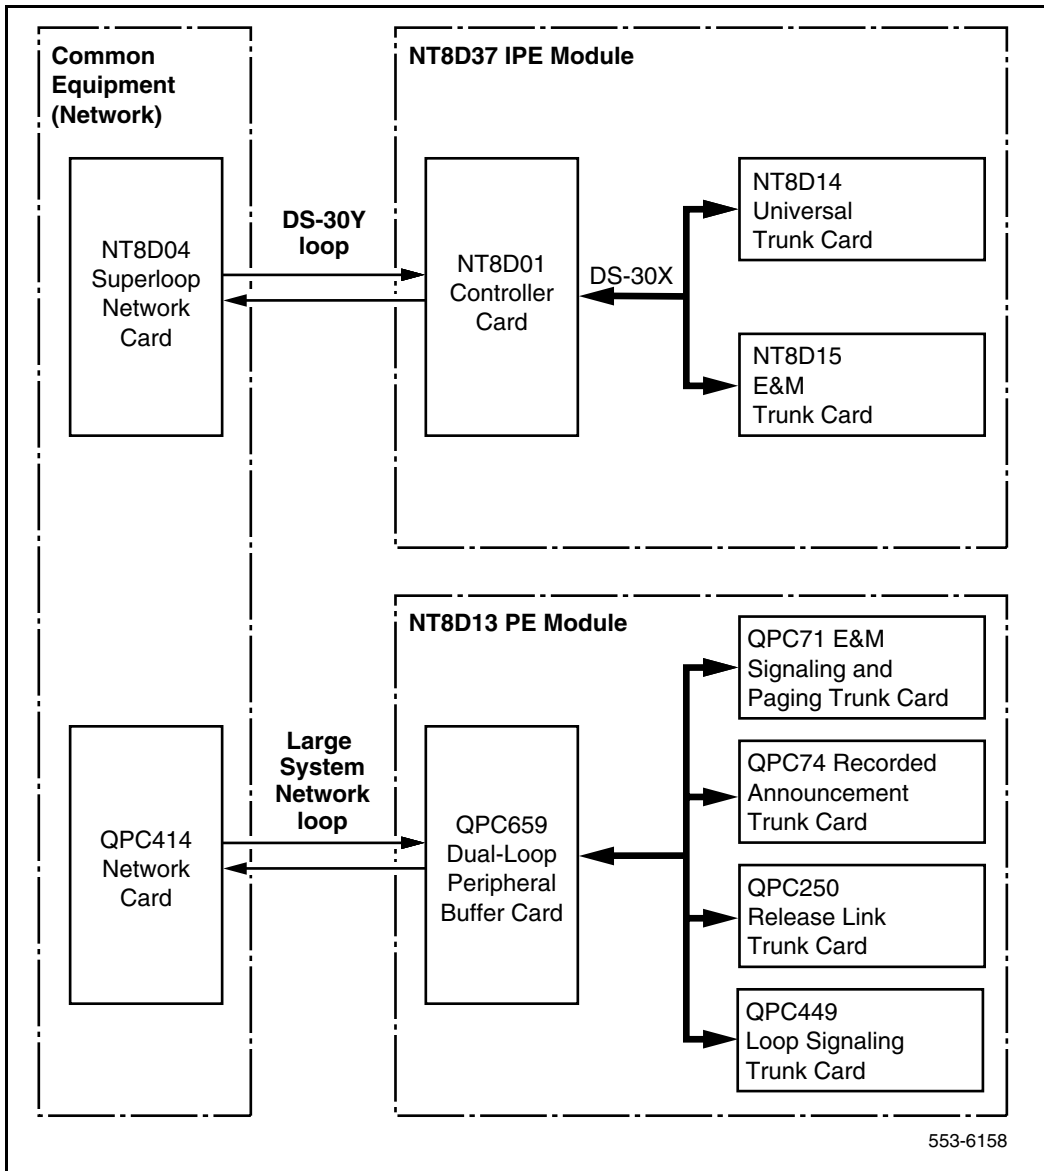 Common
Equipment
(Network)
NT8D04
Superloop
Network
Card
DS-30Y
loop
NT8D37 IPE Module
NT8D01
Controller
Card
DS-30X
NT8D14
Universal
Trunk Card
NT8D15
E&M
Trunk Card
QPC414
Network
Card
Large
System
Network
loop
NT8D13 PE Module
QPC659
Dual-Loop
Peripheral
Buffer Card
QPC71 E&M
Signaling and
Paging Trunk Card
QPC74 Recorded
Announcement
Trunk Card
QPC250
Release Link
Trunk Card
QPC449
Loop Signaling
Trunk Card
553-6158